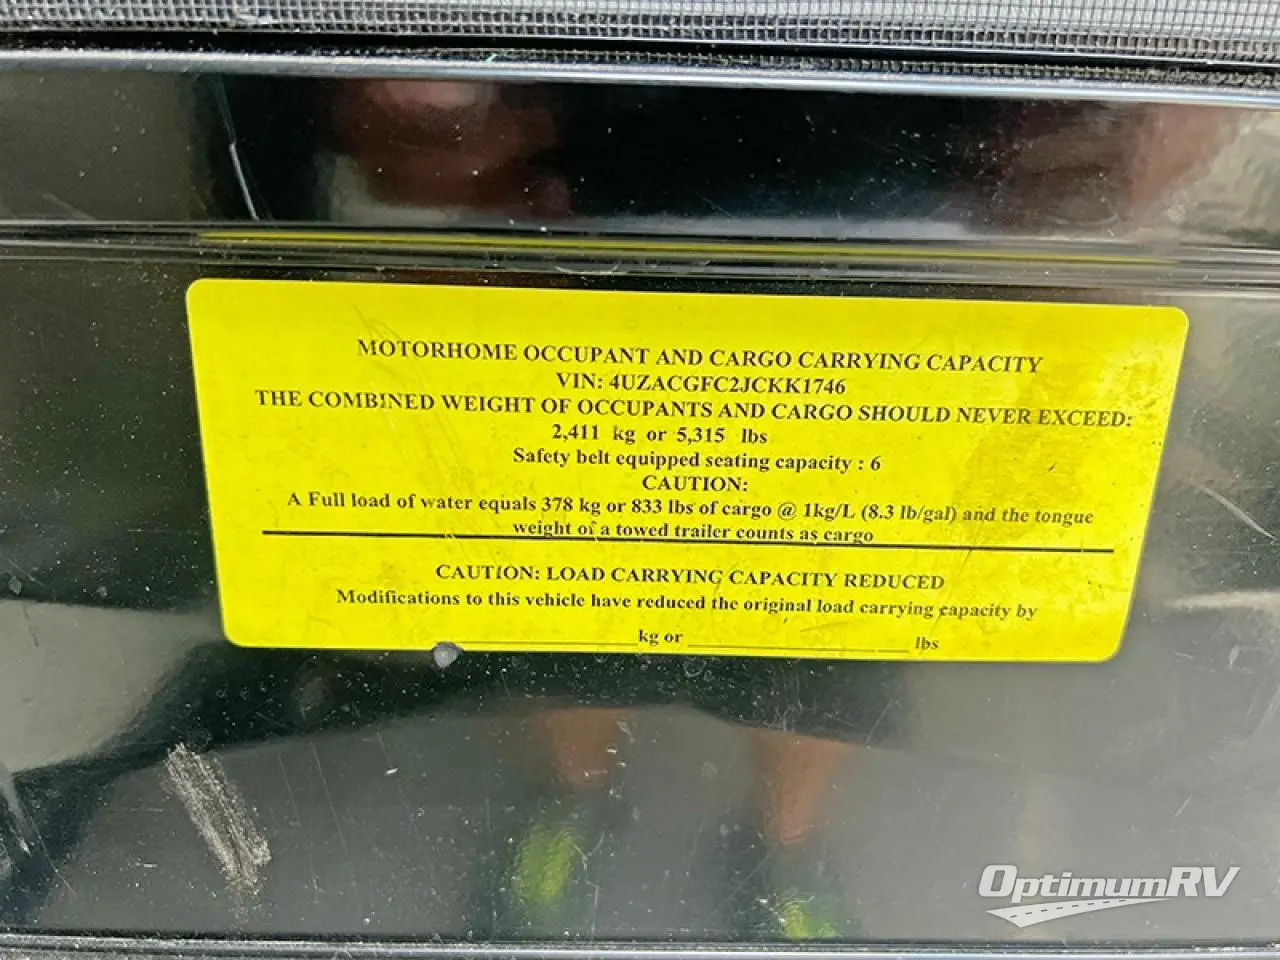 MOTORHOME OCCUPANT AND CARGO CARRYING CAPACITY
VIN: 4UZACGFC2JCKK1746
THE COMBINED WEIGHT OF OCCUPANTS AND CARGO SHOULD NEVER EXCEED:
2,411 kg or 5,315 lbs
Safety belt equipped seating capacity : 6
CAUTION:
A Full load of water equals 378 kg or 833 lbs of cargo @ 1kg/L (8.3 lb/gal) and the tongue
weight of a towed trailer counts as cargo
CAUTION: LOAD CARRYING CAPACITY REDUCED
Modifications to this vehicle have reduced the original load carrying capacity by
____________________ kg or ______________________ lbs
OptimumRV